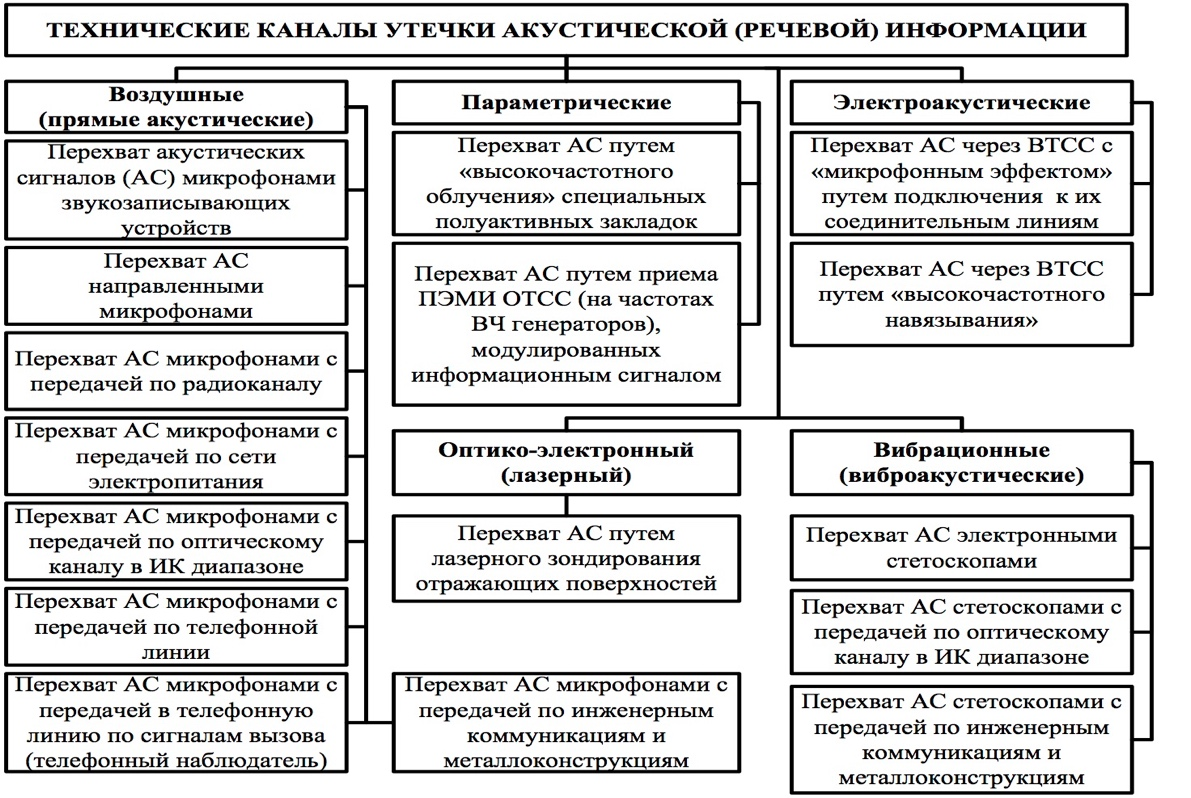 ТЕХНИЧЕСКИЕ КАНАЛЫ УТЕЧКИ АКУСТИЧЕСКОЙ (РЕЧЕВОЙ) ИНФОРМАЦИИ
Воздушные
(прямые акустические)
Перехват акустических
сигналов (АС) микрофонами
звукозаписывающих
устройств
Перехват АС
направленными
микрофонами
Перехват АС микрофонами с
передачей по радиоканалу
Перехват АС микрофонами с
передачей по сети
электропитания
Перехват АС микрофонами с
передачей по оптическому
каналу в ИК диапазоне
Перехват АС микрофонами с
передачей по телефонной
линии
Перехват АС микрофонами с
передачей в телефонную
линию по сигналам вызова
(телефонный наблюдатель)
Перехват АС микрофонами с
передачей по инженерным
коммуникациям и
металлоконструкциям
Параметрические
Перехват АС путем
«высокочастотного
облучения» специальных
полуактивных закладок
Перехват АС путем приема
ПЭМИ ОТСС (на частотах
ВЧ генераторов),
модулированных
информационным сигналом
Электроакустические
Перехват АС через ВТСС с
«микрофонным эффектом»
путем подключения к их
соединительным линиям
Перехват АС через ВТСС
путем «высокочастотного
навязывания»
Оптико-электронный
(лазерный)
Перехват АС путем
лазерного зондирования
отражающих поверхностей
Вибрационные
(виброакустические)
Перехват АС электронными
стетоскопами
Перехват АС стетоскопами с
передачей по оптическому
каналу в ИК диапазоне
Перехват АС стетоскопами с
передачей по инженерным
коммуникациям и
металлоконструкциям